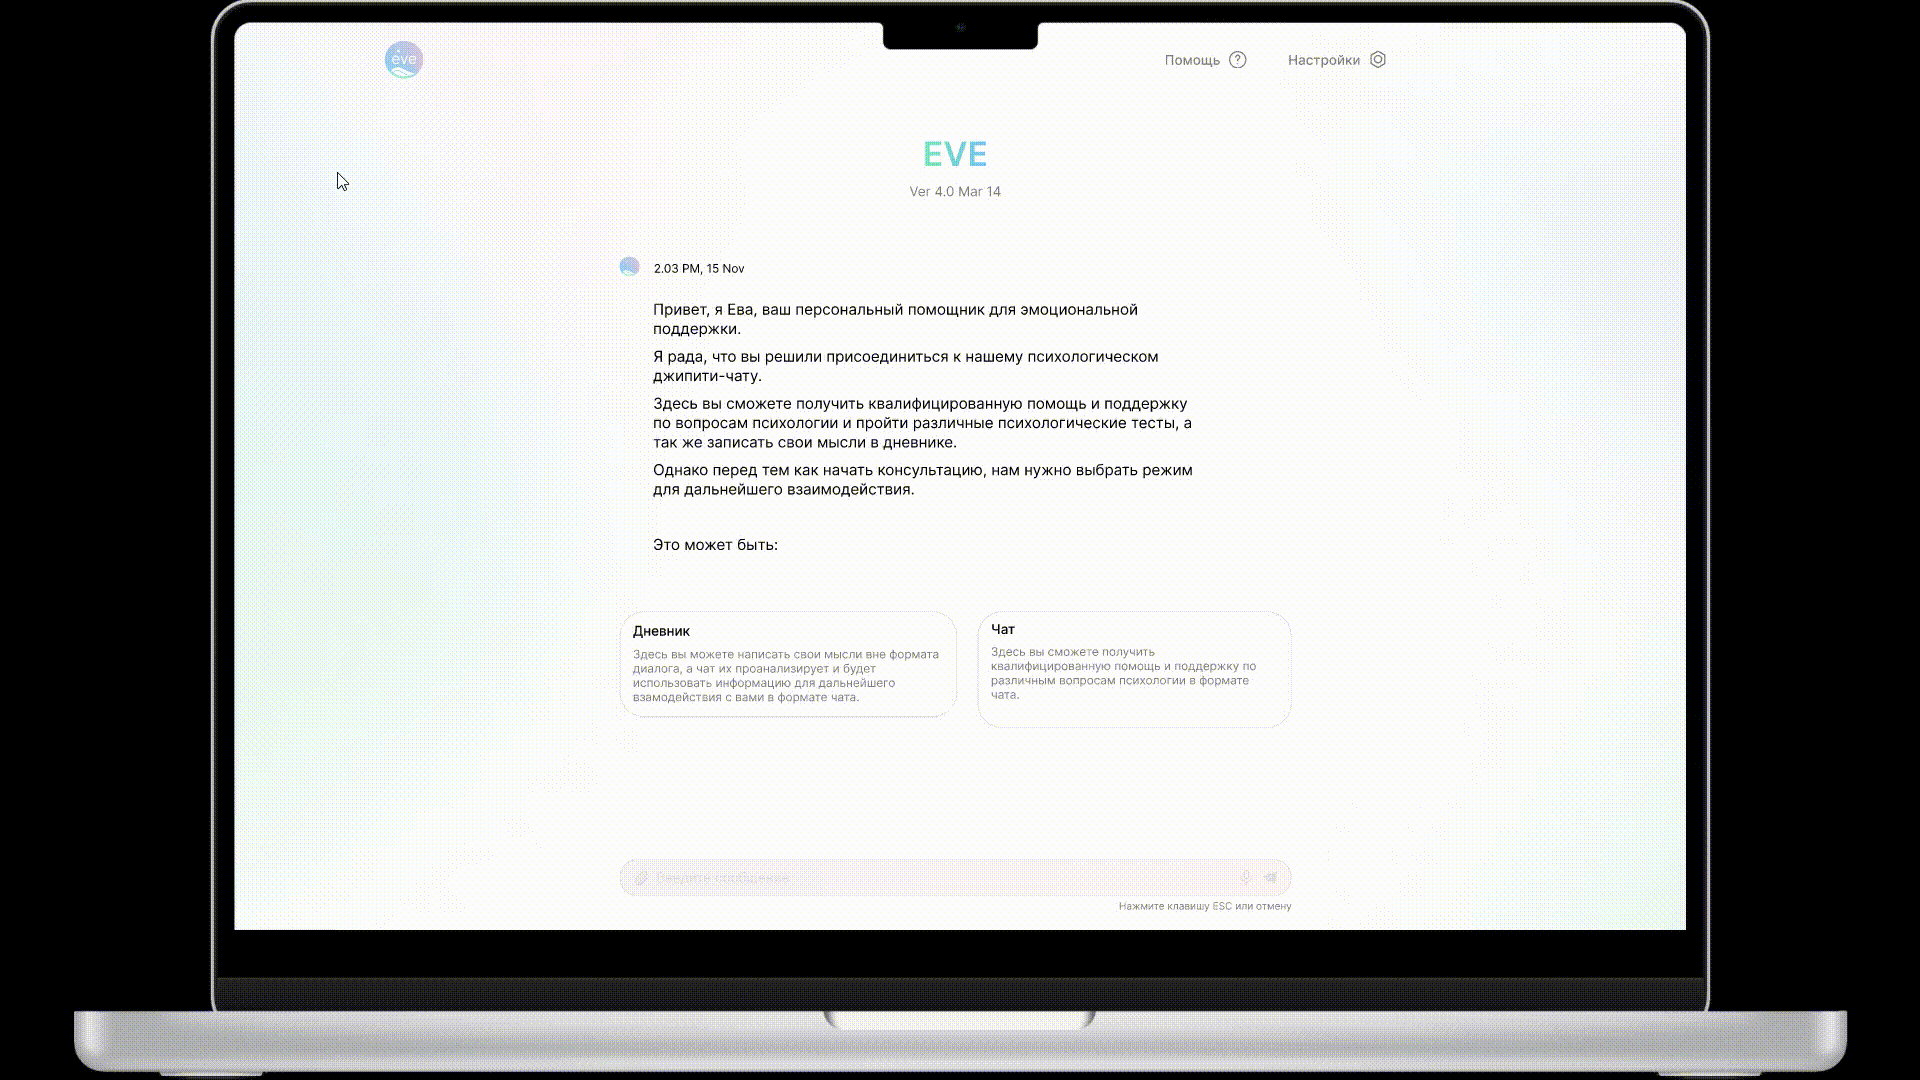 eve
Помощь
Настройки
EVE
Ver 4.0 Mar 14
2.03 PM, 15 Nov
Привет, я Ева, ваш персональный помощник для эмоциональной
поддержки.
Я рада, что вы решили присоединиться к нашему психологическом
джипити-чату.
Здесь вы сможете получить квалифицированную помощь и поддержку
по вопросам психологии и пройти различные психологические тесты, а
так же записать свои мысли в дневнике.
Однако перед тем как начать консультацию, нам нужно выбрать режим
для дальнейшего взаимодействия.
Это может быть:
Дневник
Здесь вы можете написать свои мысли вне формата
диалога, а чат их проанализирует и будет
использовать информацию для дальнейшего
взамодействия с вами в формате чата.
Чат
Здесь вы сможете получить
квалифицированную помощь и поддержку по
различным вопросам психологии в формате
чата.
Введите сообщение
Нажмите клавишу ESC или отмену